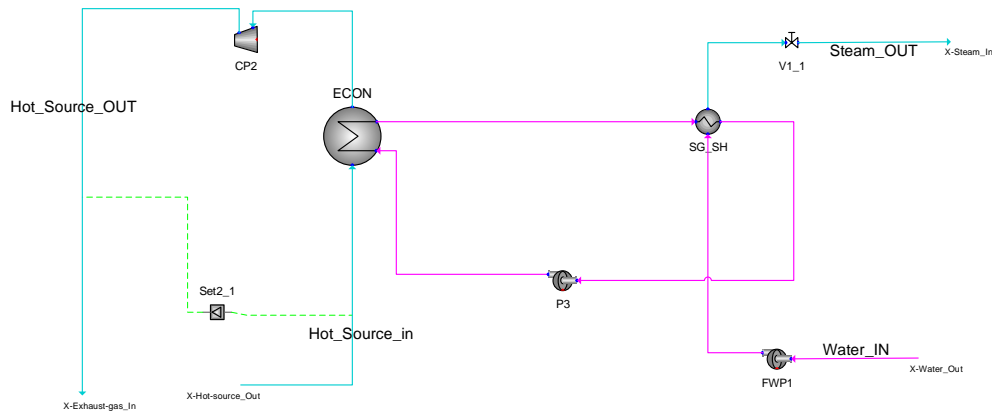 V1_1
Steam_OUT
X-Steam_In
CP2
Hot_Source_OUT
ECON
SG_SH
Set2_1
P3
Hot_Source_in
Water_IN
FWP1
X-Water_Out
X-Exhaust-gas_In
X-Hot-source_Out